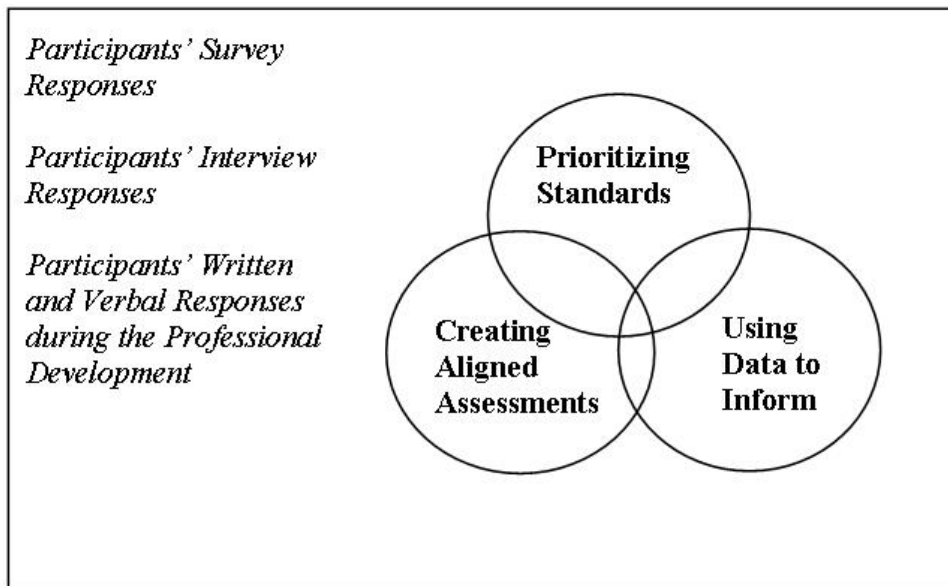 Participants' Survey
Responses
Participants' Interview
Responses
Participants' Written
and Verbal Responses
during the Professional
Development
Prioritizing
Standards
Creating
Aligned
Assessments
Using
Data to
Inform